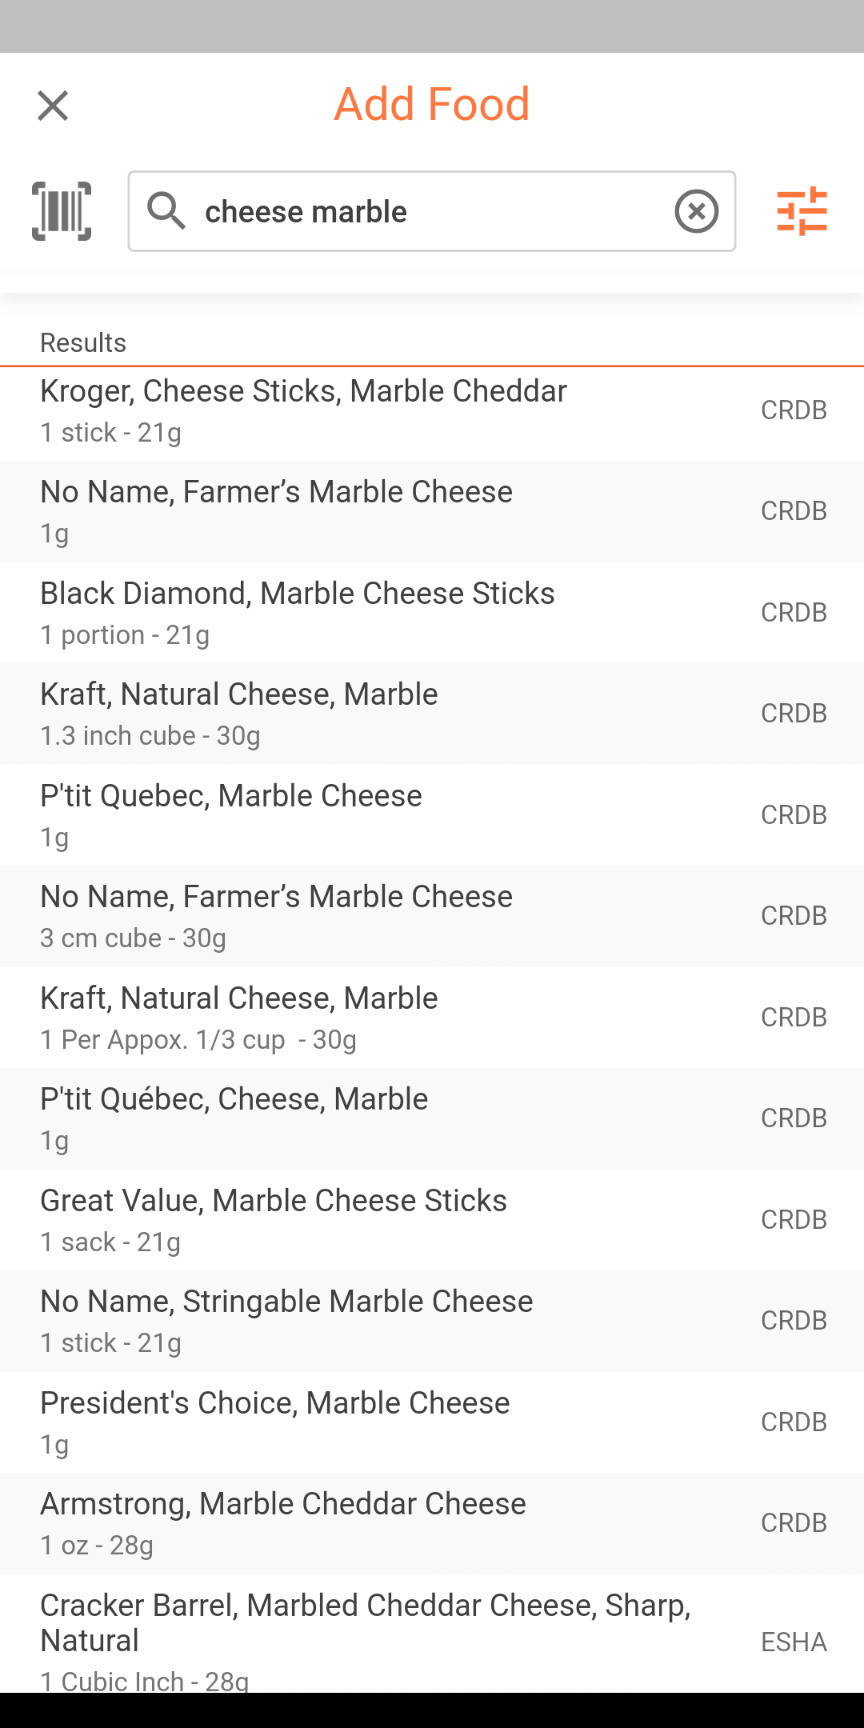 Add Food
cheese marble
Results
Kroger, Cheese Sticks, Marble Cheddar
1 stick - 21g
CRDB
No Name, Farmer’s Marble Cheese
1g
CRDB
Black Diamond, Marble Cheese Sticks
1 portion - 21g
CRDB
Kraft, Natural Cheese, Marble
1.3 inch cube - 30g
CRDB
P'tit Quebec, Marble Cheese
1g
CRDB
No Name, Farmer’s Marble Cheese
3 cm cube - 30g
CRDB
Kraft, Natural Cheese, Marble
1 Per Appox. 1/3 cup  - 30g
CRDB
P'tit Québec, Cheese, Marble
1g
CRDB
Great Value, Marble Cheese Sticks
1 sack - 21g
CRDB
No Name, Stringable Marble Cheese
1 stick - 21g
CRDB
President's Choice, Marble Cheese
1g
CRDB
Armstrong, Marble Cheddar Cheese
1 oz - 28g
CRDB
Cracker Barrel, Marbled Cheddar Cheese, Sharp,
Natural
1 Cubic Inch - 28g
ESHA